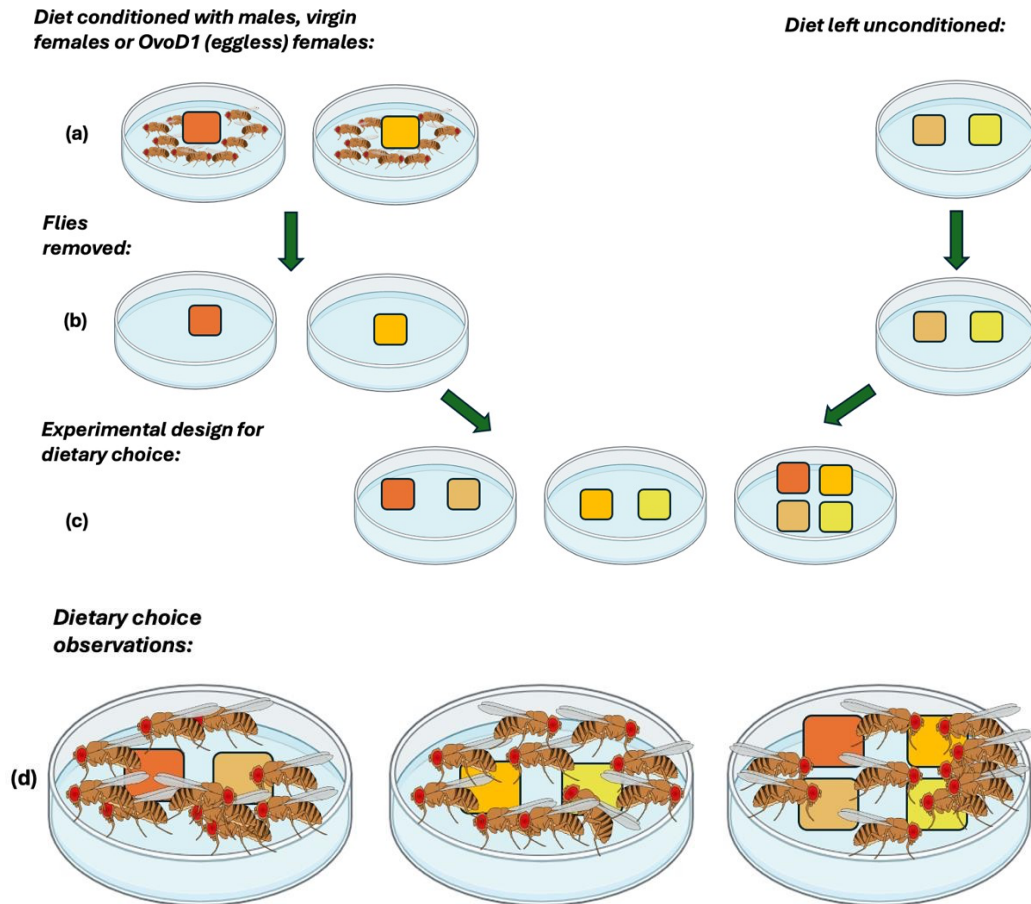 Diet conditioned with males, virgin
females or OvoD1 (eggless) females:
Diet left unconditioned:
(a)
Flies
removed:
(b)
Experimental design for
dietary choice:
(c)
Dietary choice
observations:
(d)